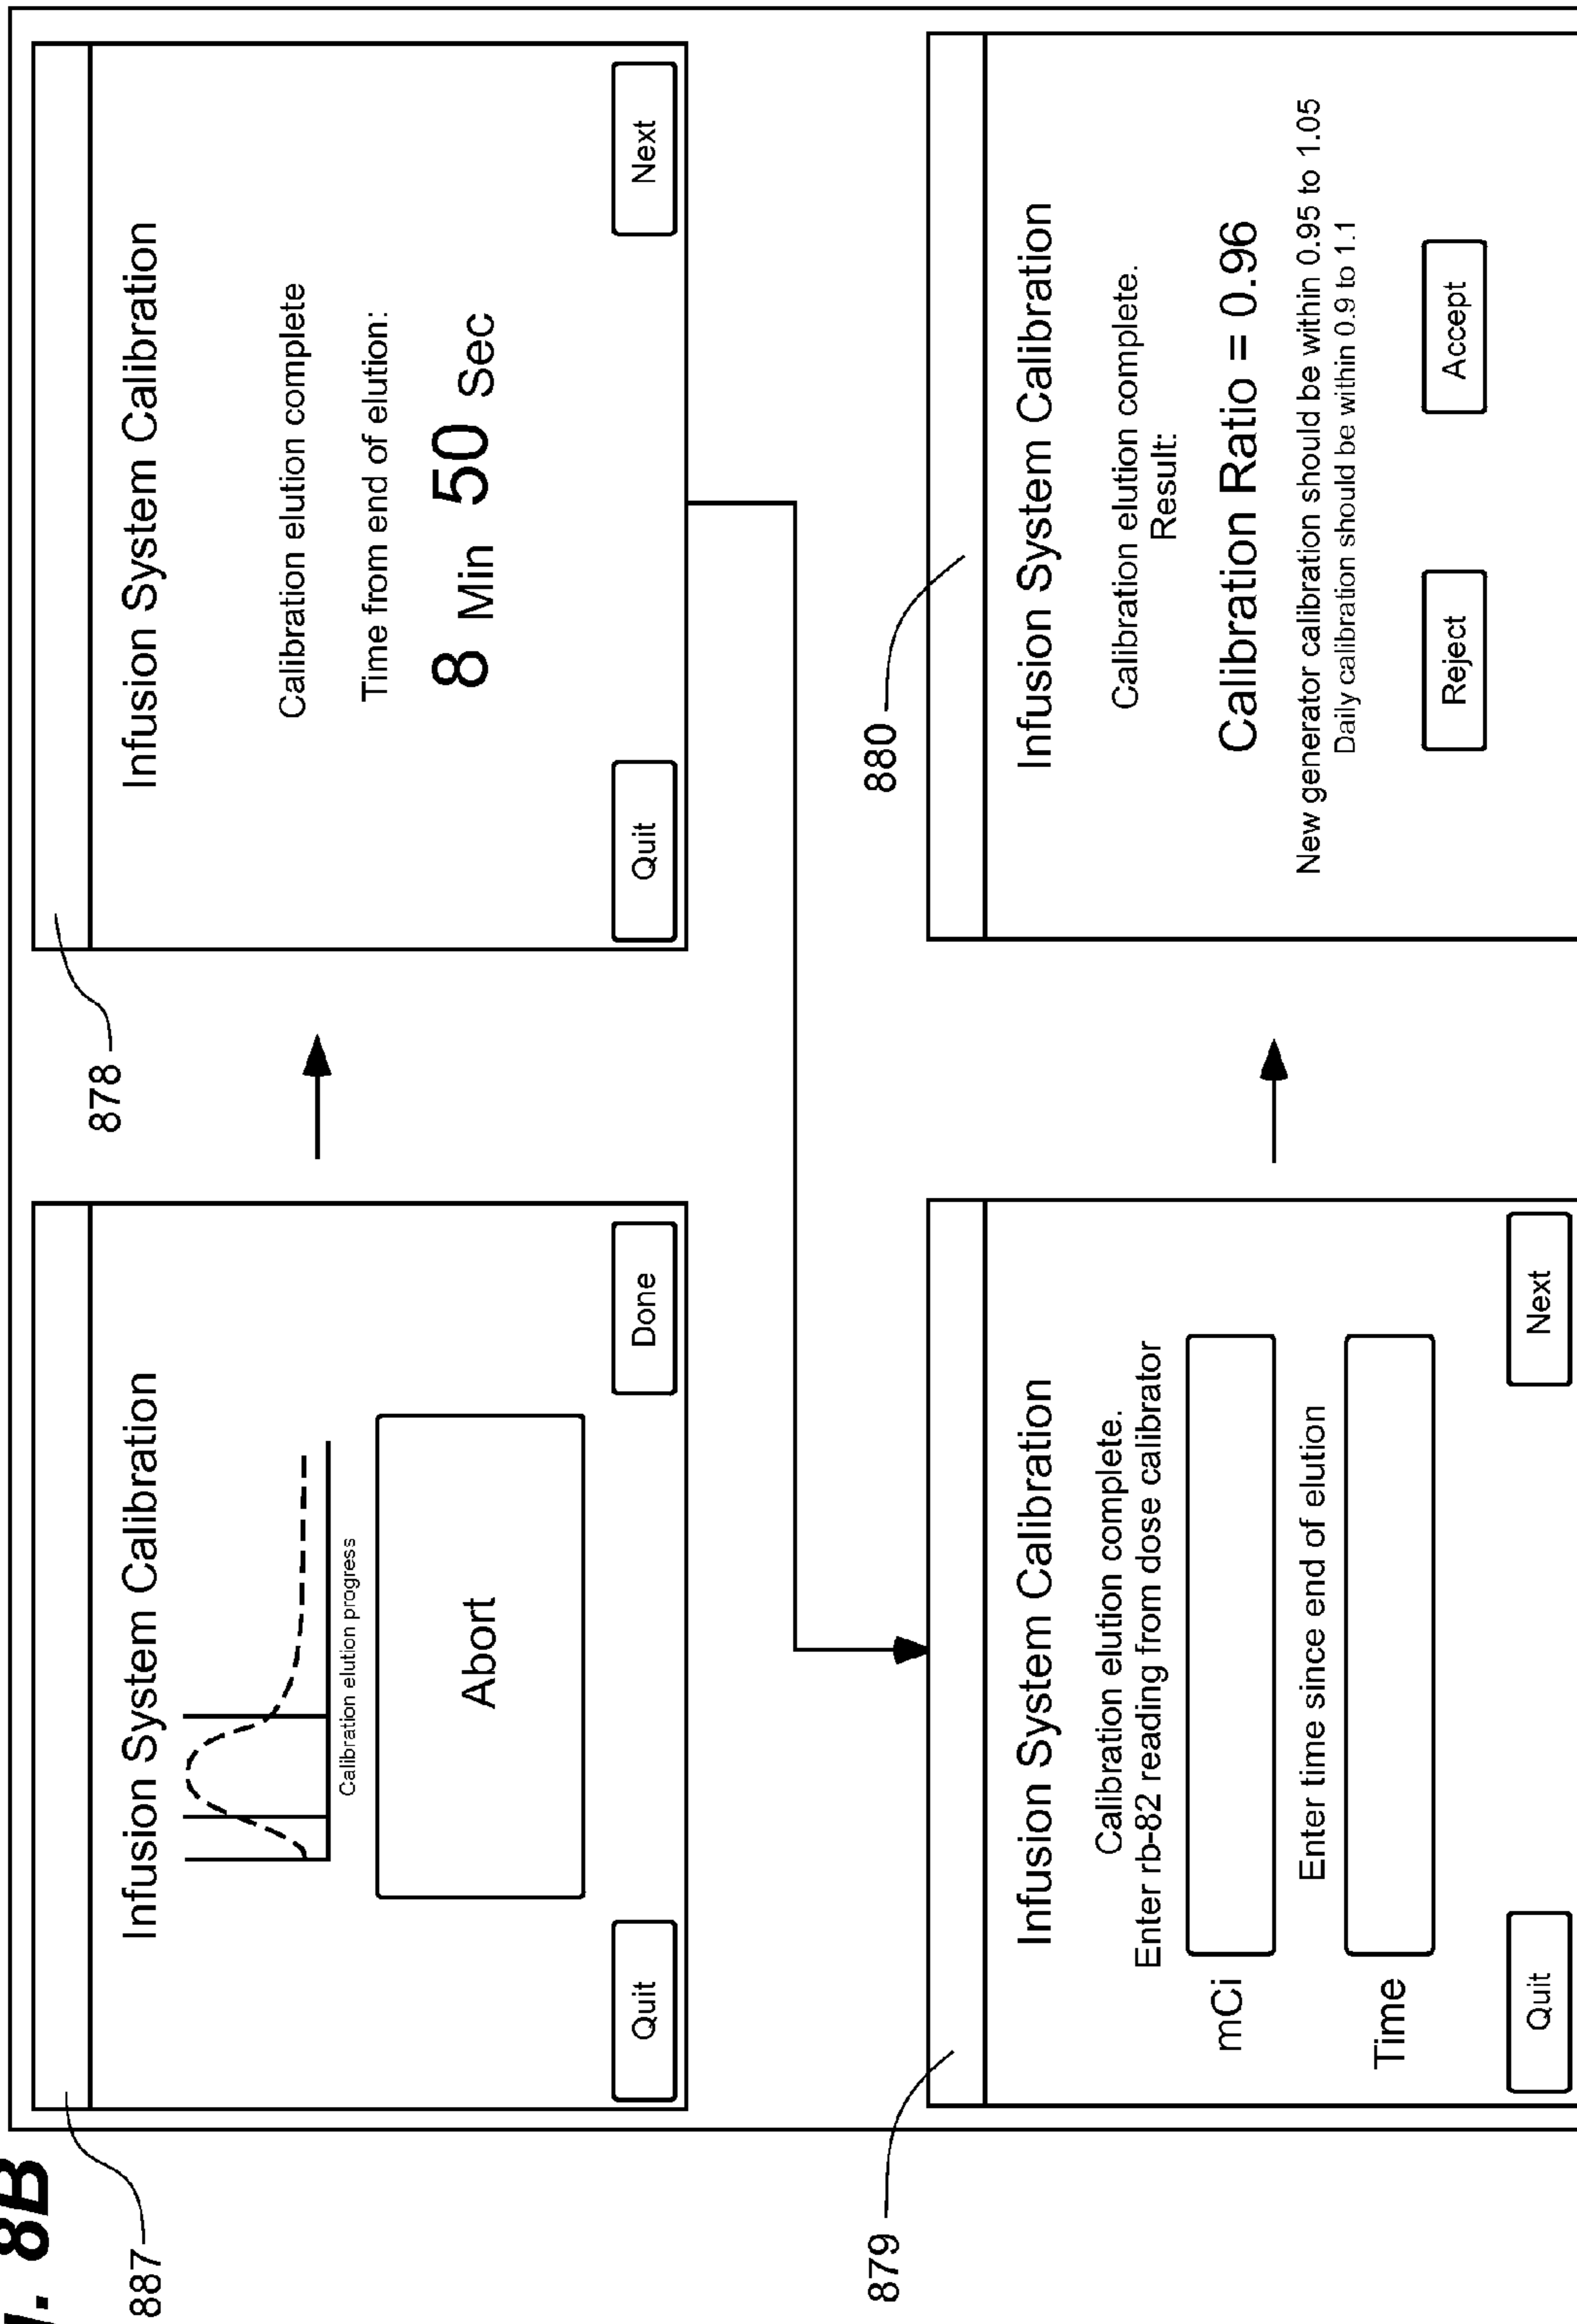 8B
887
Infusion System Calibration
Calibration elution progress
Abort
Quit
Done
878
Infusion System Calibration
Calibration elution complete
Time from end of elution:
8 Min 50 Sec
Quit
Next
879
Infusion System Calibration
Calibration elution complete.
Enter rb-82 reading from dose calibrator
mCi
Enter time since end of elution
Time
Quit
Next
880
Infusion System Calibration
Calibration elution complete.
Result:
Calibration Ratio = 0.96
New generator calibration should be within 0.95 to 1.05
Daily calibration should be within 0.9 to 1.1
Reject
Accept